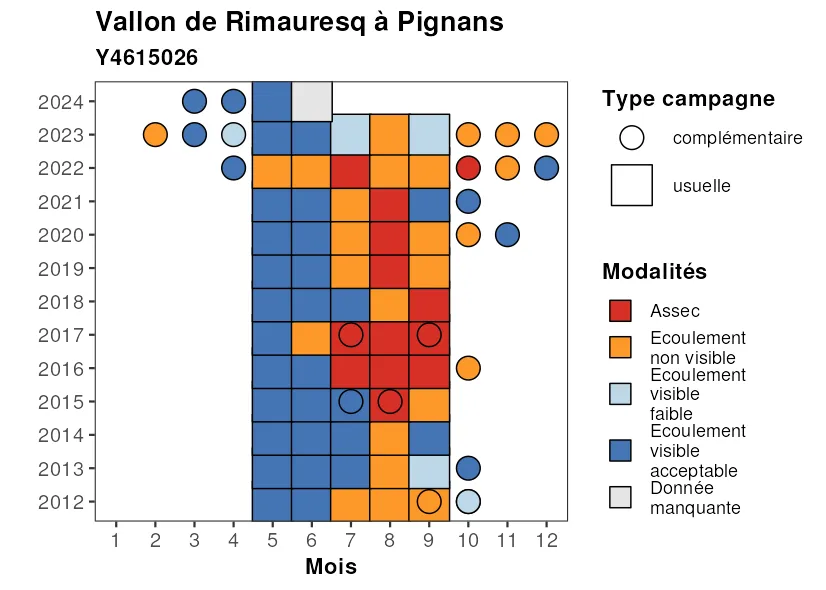 Vallon de Rimauresq à Pignans
Y4615026
2024
2023
2022
2021
2020
2019
2018
2017
2016
2015
2014
2013
2012
1 2 3 4 5 6 7 8 9 10 11 12
Mois
Type campagne
complémentaire
usuelle
Modalités
Assec
Ecoulement
non visible
Ecoulement
visible
faible
Ecoulement
visible
acceptable
Donnée
manquante